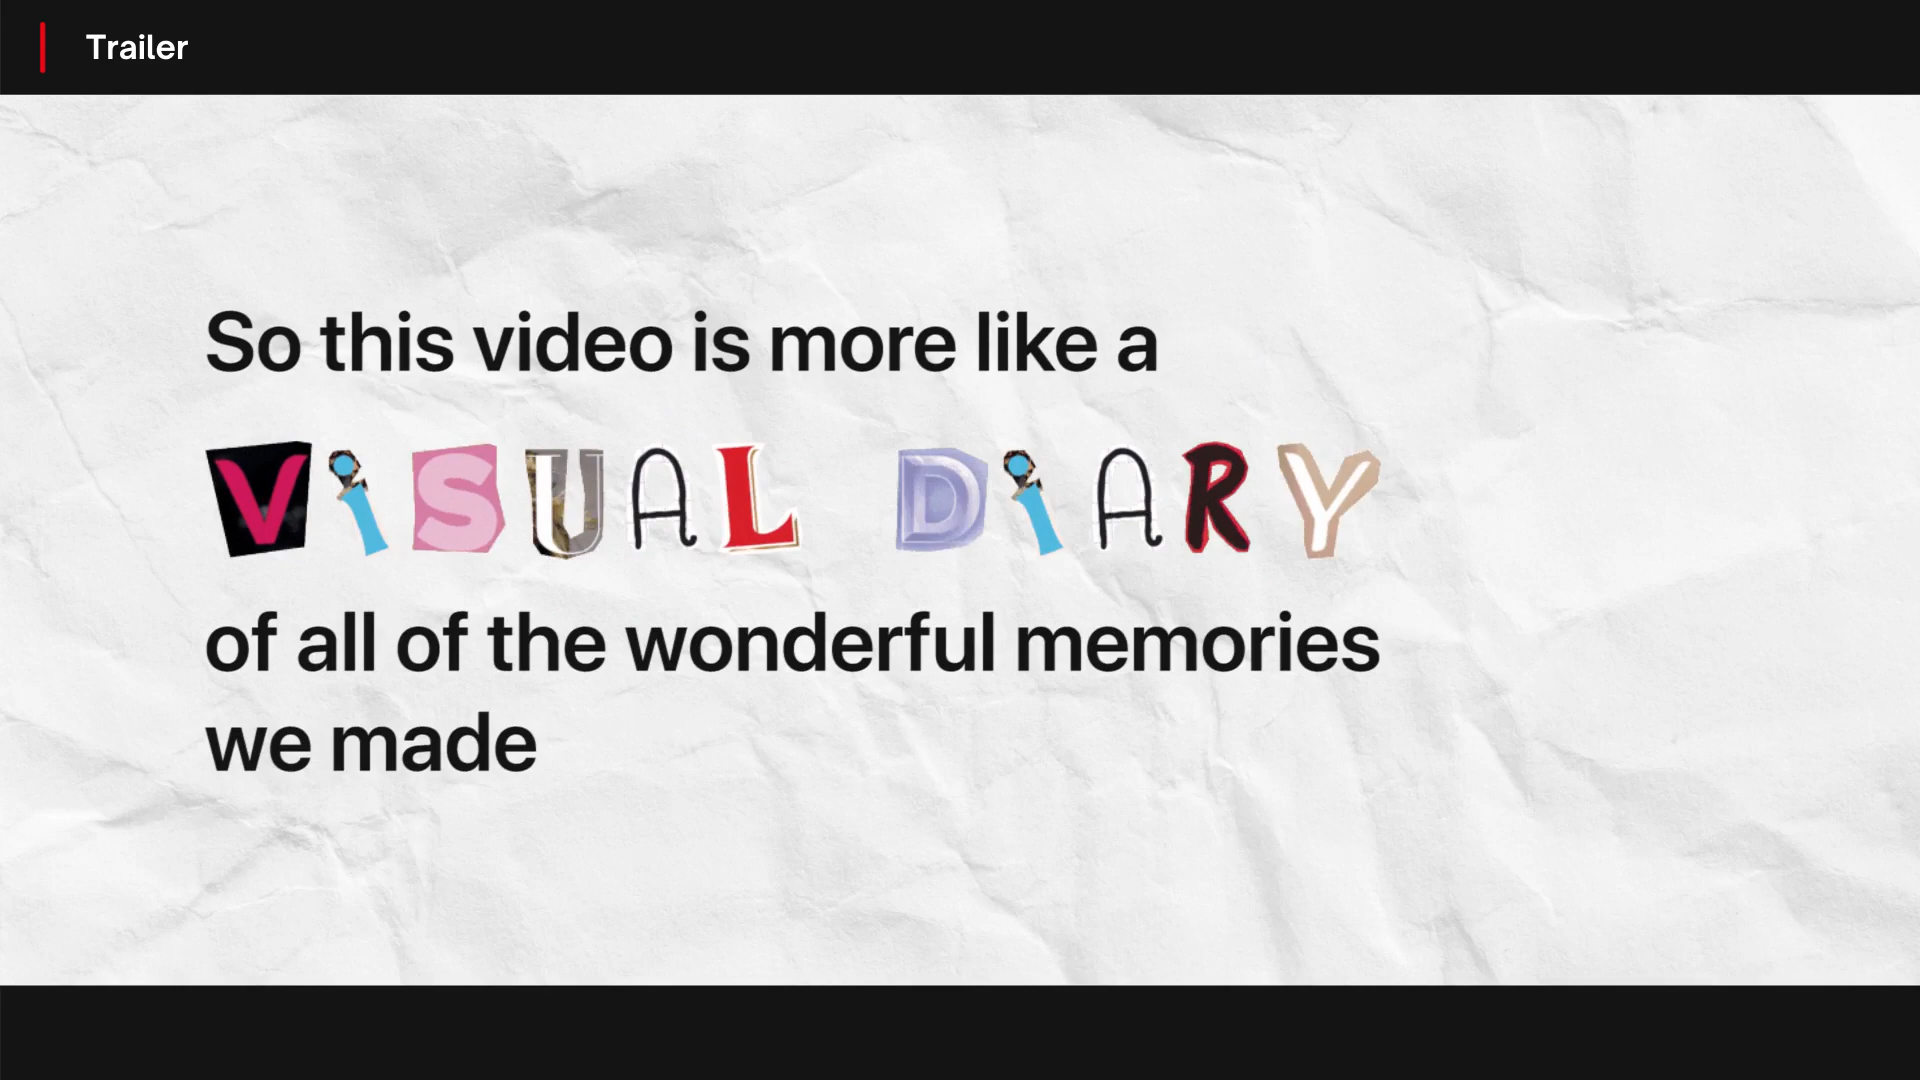 Trailer
So this video is more like a
ViSUAL DiARY
of all of the wonderful memories
we made